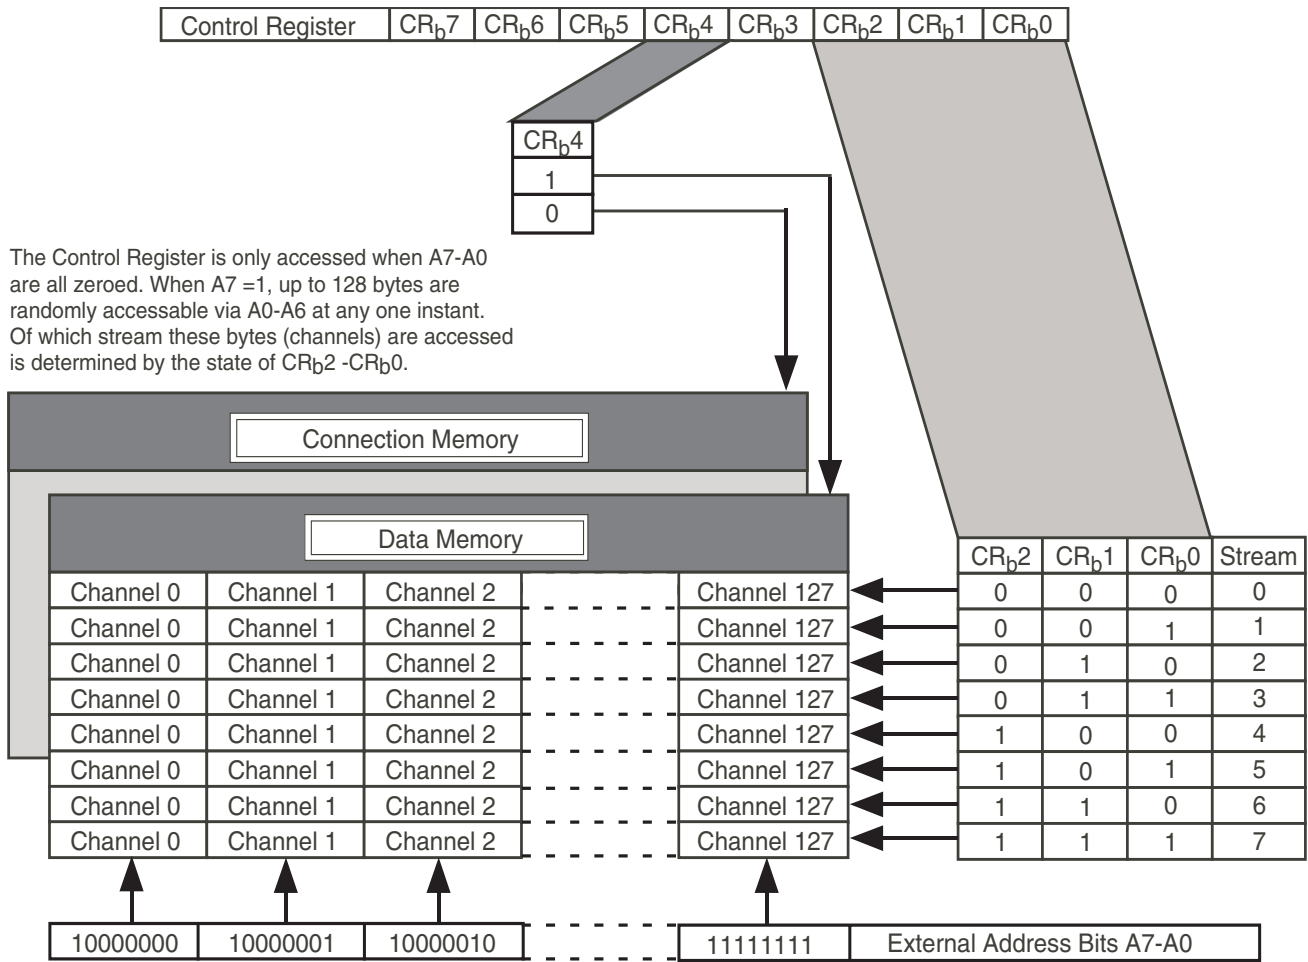 Control Register CRb7 CRb6 CRb5 CRb4 CRb3 CRb2 CRb1 CRb0
CRb4
1
0
The Control Register is only accessed when A7-A0
are all zeroed. When A7 =1, up to 128 bytes are
randomly accessable via A0-A6 at any one instant.
Of which stream these bytes (channels) are accessed
is determined by the state of CRb2 -CRb0.
Connection Memory
Data Memory
CRb2 CRb1 CRb0 Stream
Channel 0 Channel 1 Channel 2 Channel 127 0 0 0 0
Channel 0 Channel 1 Channel 2 Channel 127 0 0 1 1
Channel 0 Channel 1 Channel 2 Channel 127 0 1 0 2
Channel 0 Channel 1 Channel 2 Channel 127 0 1 1 3
Channel 0 Channel 1 Channel 2 Channel 127 1 0 0 4
Channel 0 Channel 1 Channel 2 Channel 127 1 0 1 5
Channel 0 Channel 1 Channel 2 Channel 127 1 1 0 6
Channel 0 Channel 1 Channel 2 Channel 127 1 1 1 7
10000000 10000001 10000010 11111111 External Address Bits A7-A0